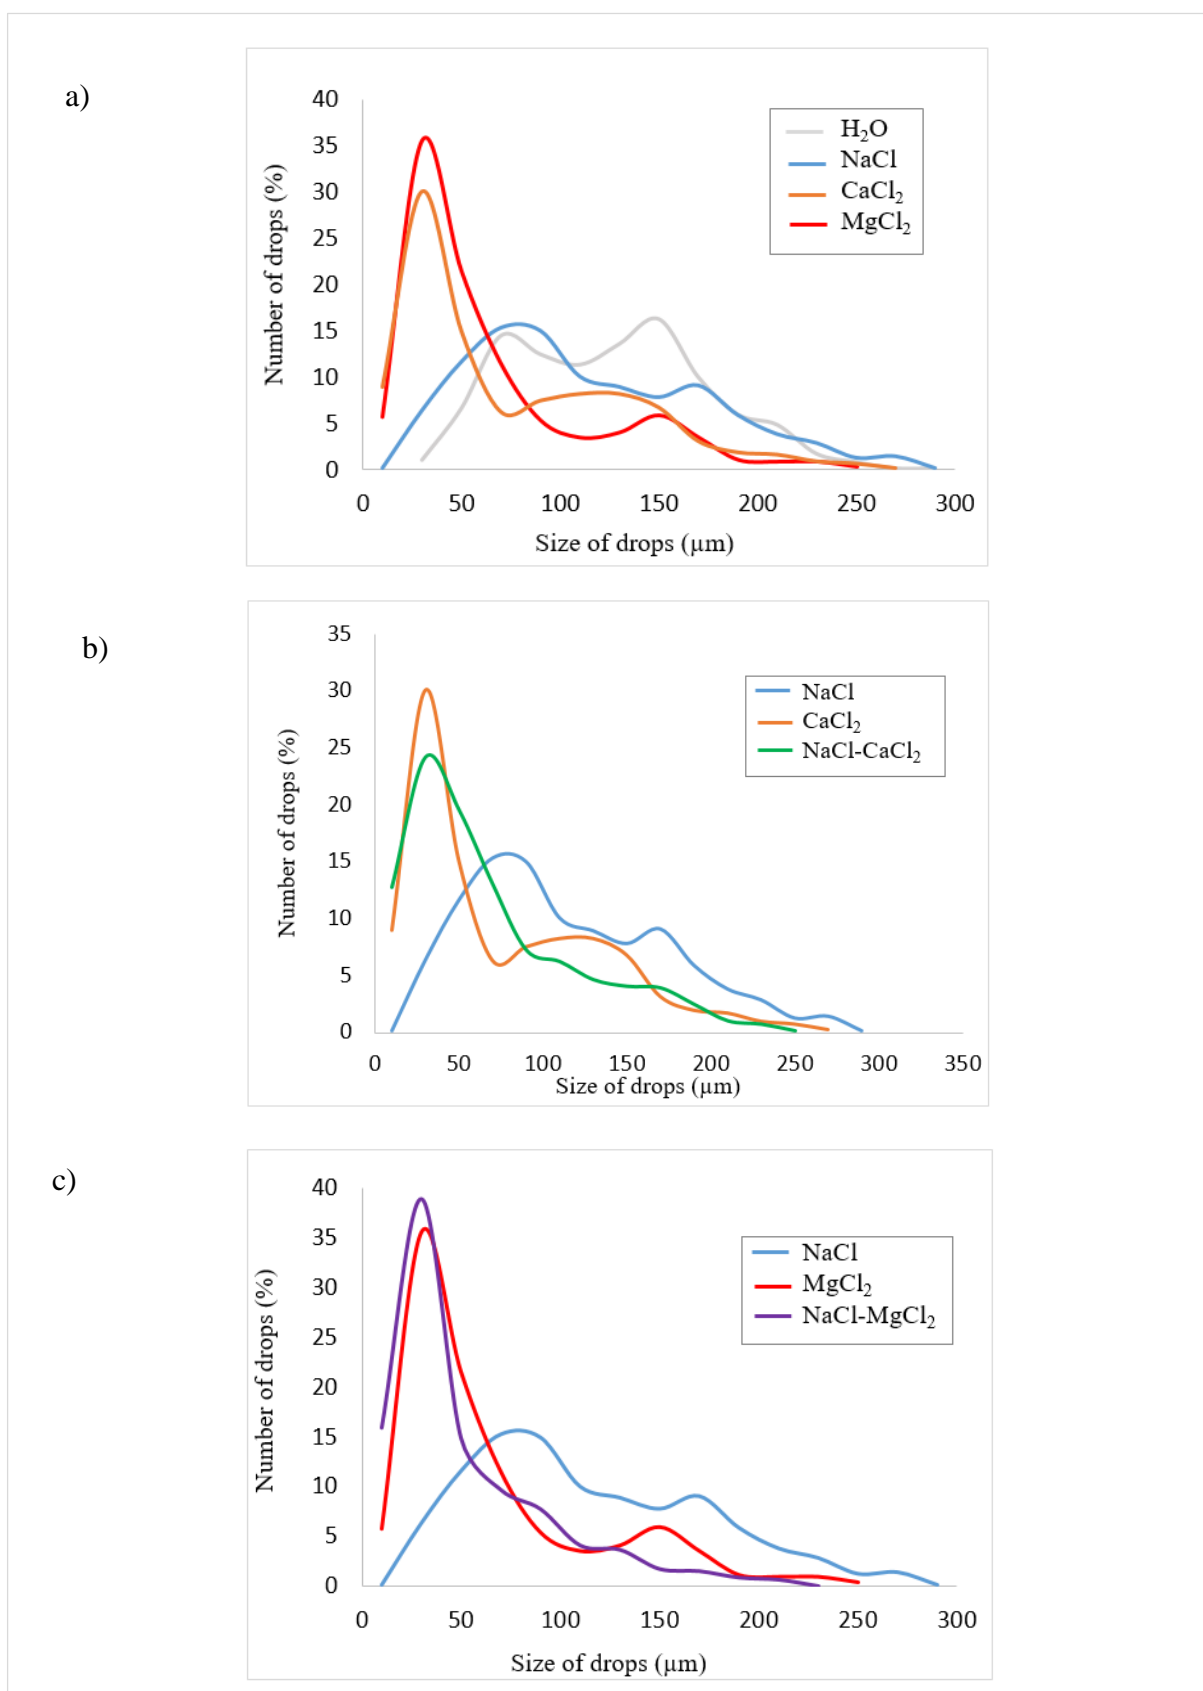 a)
40
35
30
25
20
15
10
5
0
Number of drops (%)
H₂O
NaCl
CaCl₂
MgCl₂
0 50 100 150 200 250 300
Size of drops (µm)
b)
35
30
25
20
15
10
5
0
Number of drops (%)
NaCl
CaCl₂
NaCl-CaCl₂
0 50 100 150 200 250 300 350
Size of drops (µm)
c)
40
35
30
25
20
15
10
5
0
Number of drops (%)
NaCl
MgCl₂
NaCl-MgCl₂
0 50 100 150 200 250 300
Size of drops (µm)